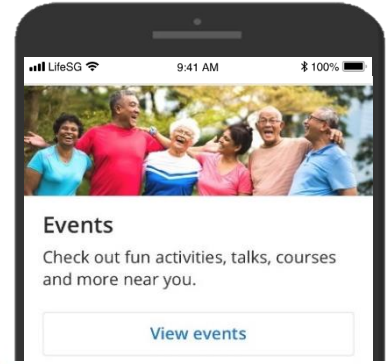 LifeSG 9:41 AM 100%
Events
Check out fun activities, talks, courses
and more near you.
View events